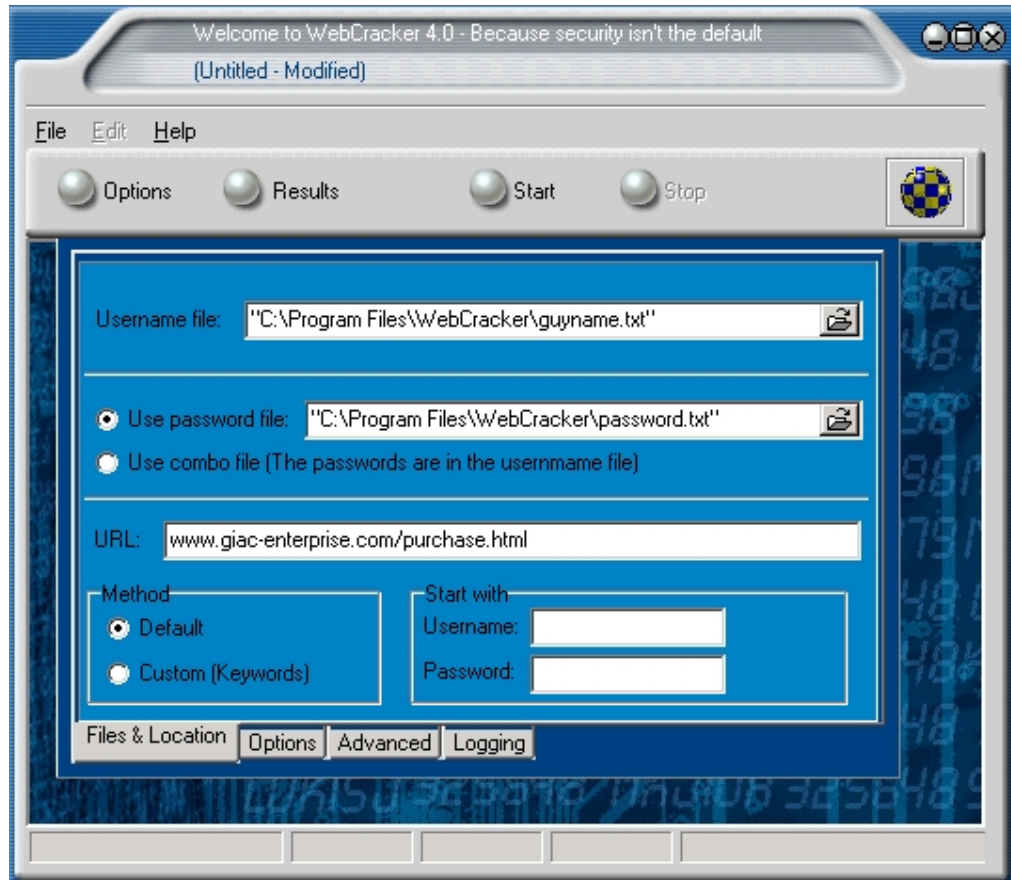 Welcome to WebCracker 4.0 - Because security isn't the default
(Untitled - Modified)
File Edit Help
Options Results Start Stop
Username file: "C:\Program Files\WebCracker\guyname.txt"
Use password file: "C:\Program Files\WebCracker\password.txt"
Use combo file (The passwords are in the usernmame file)
URL: www.giac-enterprise.com/purchase.html
Method Start with
Default Username:
Custom (Keywords) Password:
Files & Location Options Advanced Logging